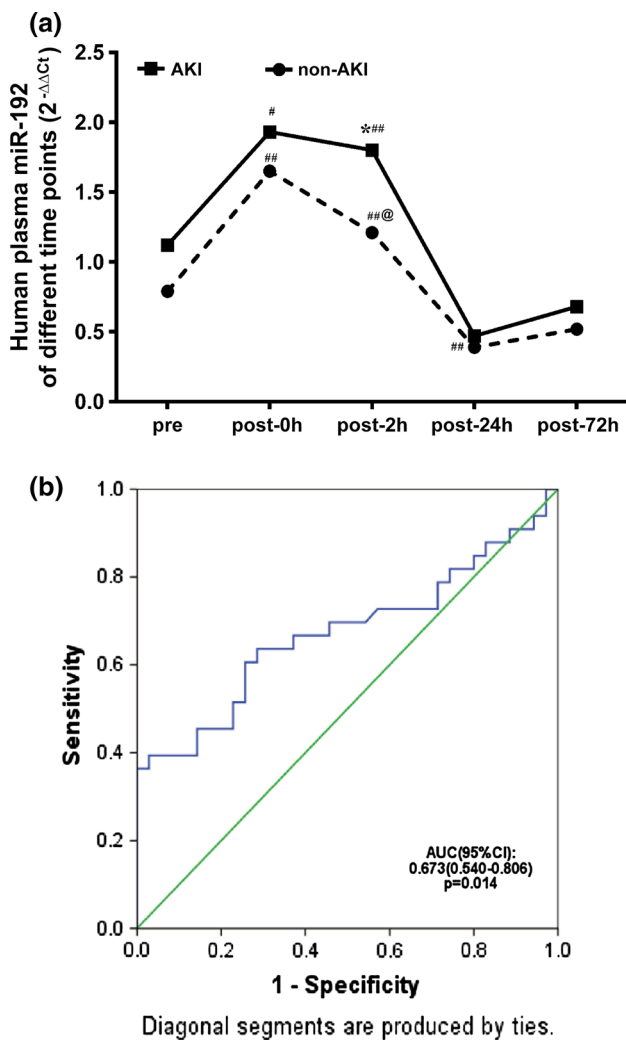 (a)
Human plasma miR-192
of different time points (2^-ΔΔCt)
2.5
2.0
1.5
1.0
0.5
0.0
AKI
non-AKI
#
*##
##
##@
##
pre
post-0h
post-2h
post-24h
post-72h
(b)
Sensitivity
1.0
0.8
0.6
0.4
0.2
0.0
AUC(95%CI):
0.673(0.540-0.806)
p=0.014
0.0
0.2
0.4
0.6
0.8
1.0
1 - Specificity
Diagonal segments are produced by ties.